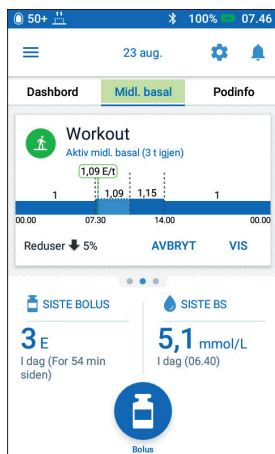 50+ 100% 07.46
23 aug.
Dashbord Midl. basal Podinfo
Workout
Aktiv midl. basal (3 t igjen)
1,09 E/t
1 1,09 1,15 1
00.00 07.30 14.00 00.00
Reduser 5% AVBRYT VIS
SISTE BOLUS
3 E
I dag (For 54 min
siden)
SISTE BS
5,1 mmol/L
I dag (06.40)
Bolus